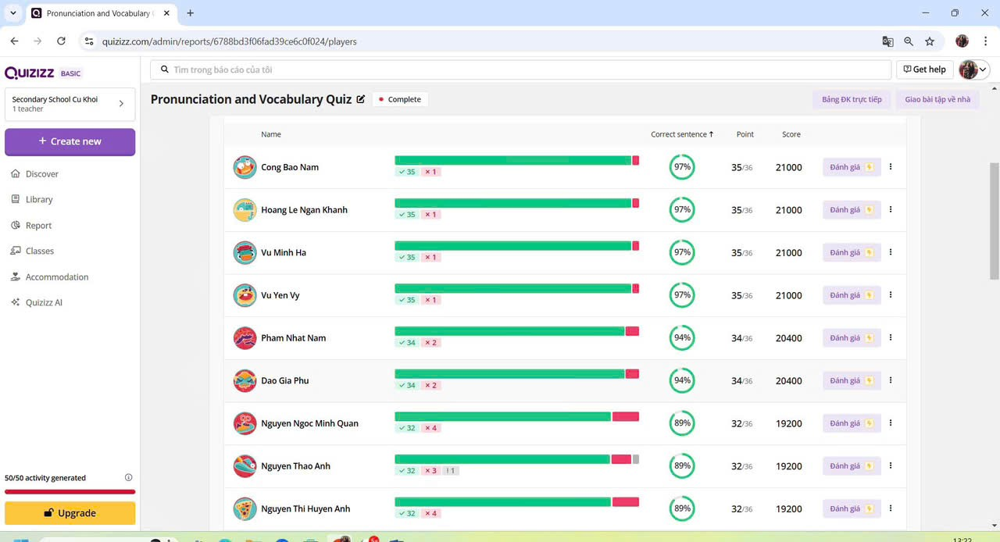 Pronunciation and Vocabulary
quizizz.com/admin/reports/6788bd3f06fad39ce6c0f024/players
QUIZIZZ BASIC
Tìm trong báo cáo của tôi
Get help
Secondary School Cu Khoi
1 teacher
Pronunciation and Vocabulary Quiz
Complete
Bảng ĐK trực tiếp
Giao bài tập về nhà
+ Create new
Discover
Library
Report
Classes
Accommodation
Quizizz AI
50/50 activity generated
Upgrade
Name Correct sentence ↑ Point Score
Cong Bao Nam ✓ 35 × 1 97% 35/36 21000 Đánh giá
Hoang Le Ngan Khanh ✓ 35 × 1 97% 35/36 21000 Đánh giá
Vu Minh Ha ✓ 35 × 1 97% 35/36 21000 Đánh giá
Vu Yen Vy ✓ 35 × 1 97% 35/36 21000 Đánh giá
Pham Nhat Nam ✓ 34 × 2 94% 34/36 20400 Đánh giá
Dao Gia Phu ✓ 34 × 2 94% 34/36 20400 Đánh giá
Nguyen Ngoc Minh Quan ✓ 32 × 4 89% 32/36 19200 Đánh giá
Nguyen Thao Anh ✓ 32 × 3 ! 1 89% 32/36 19200 Đánh giá
Nguyen Thi Huyen Anh ✓ 32 × 4 89% 32/36 19200 Đánh giá
13:22